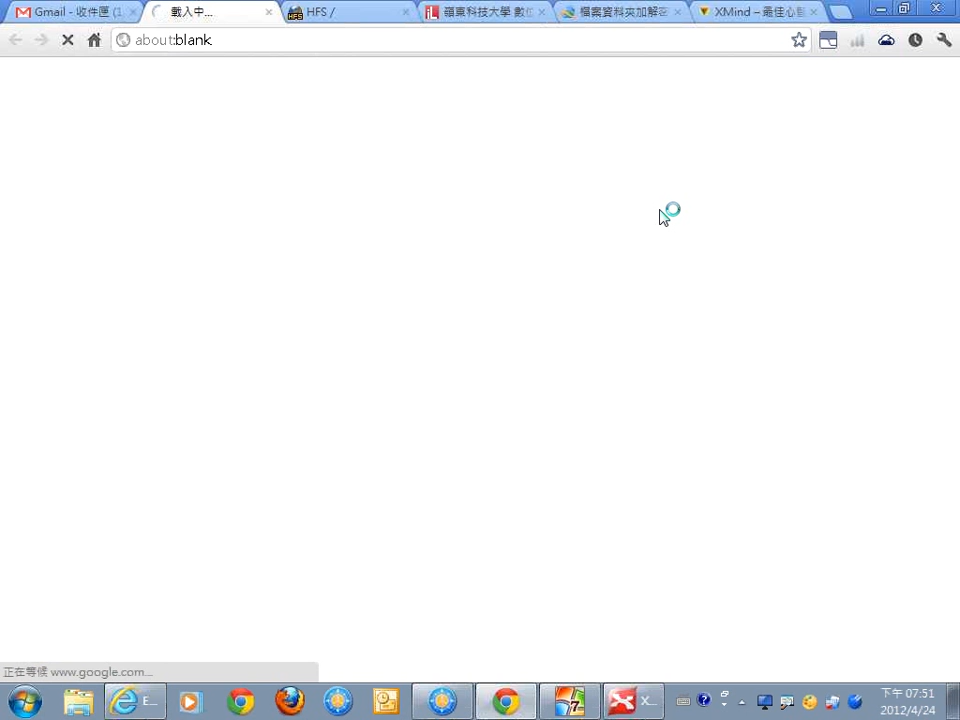 Gmail - 收件匣 (1
載入中...
HFS /
嶺東科技大學 數位
檔案資料夾加解密
XMind – 最佳心智
about:blank
正在等候 www.google.com...
E...
X...
下午 07:51
2012/4/24